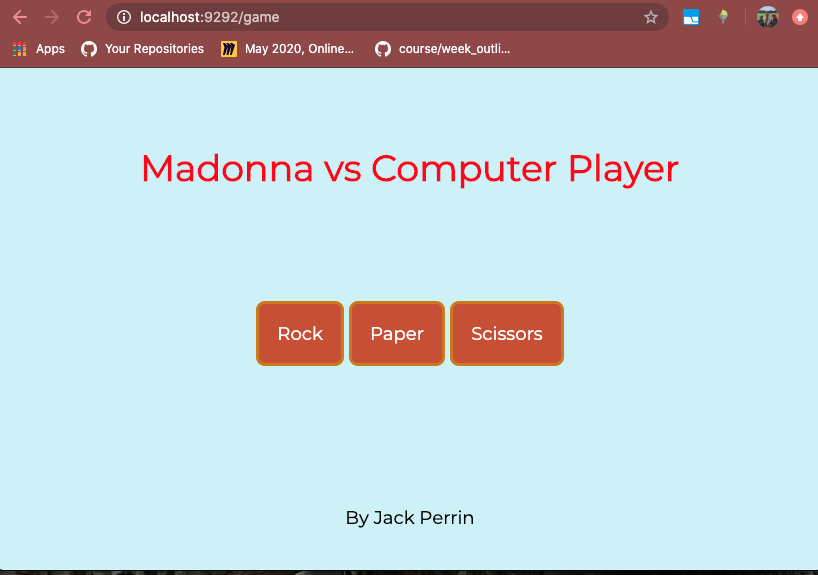 localhost:9292/game
Apps Your Repositories May 2020, Online... course/week_outli...
Madonna vs Computer Player
Rock Paper Scissors
By Jack Perrin